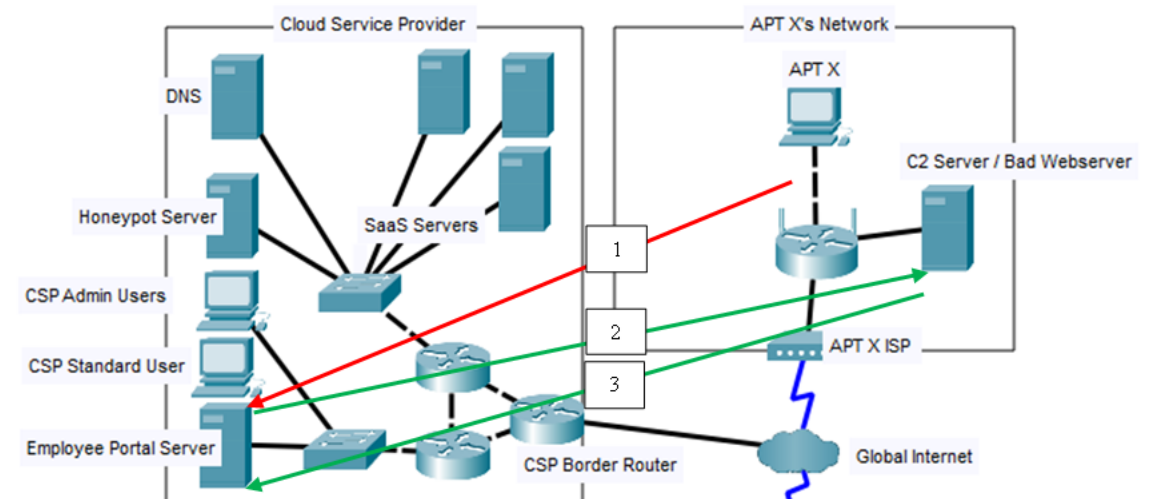 Cloud Service Provider
APT X's Network
APT X
DNS
C2 Server / Bad Webserver
Honeypot Server
SaaS Servers
1
CSP Admin Users
2
APT X ISP
CSP Standard User
3
Employee Portal Server
CSP Border Router
Global Internet